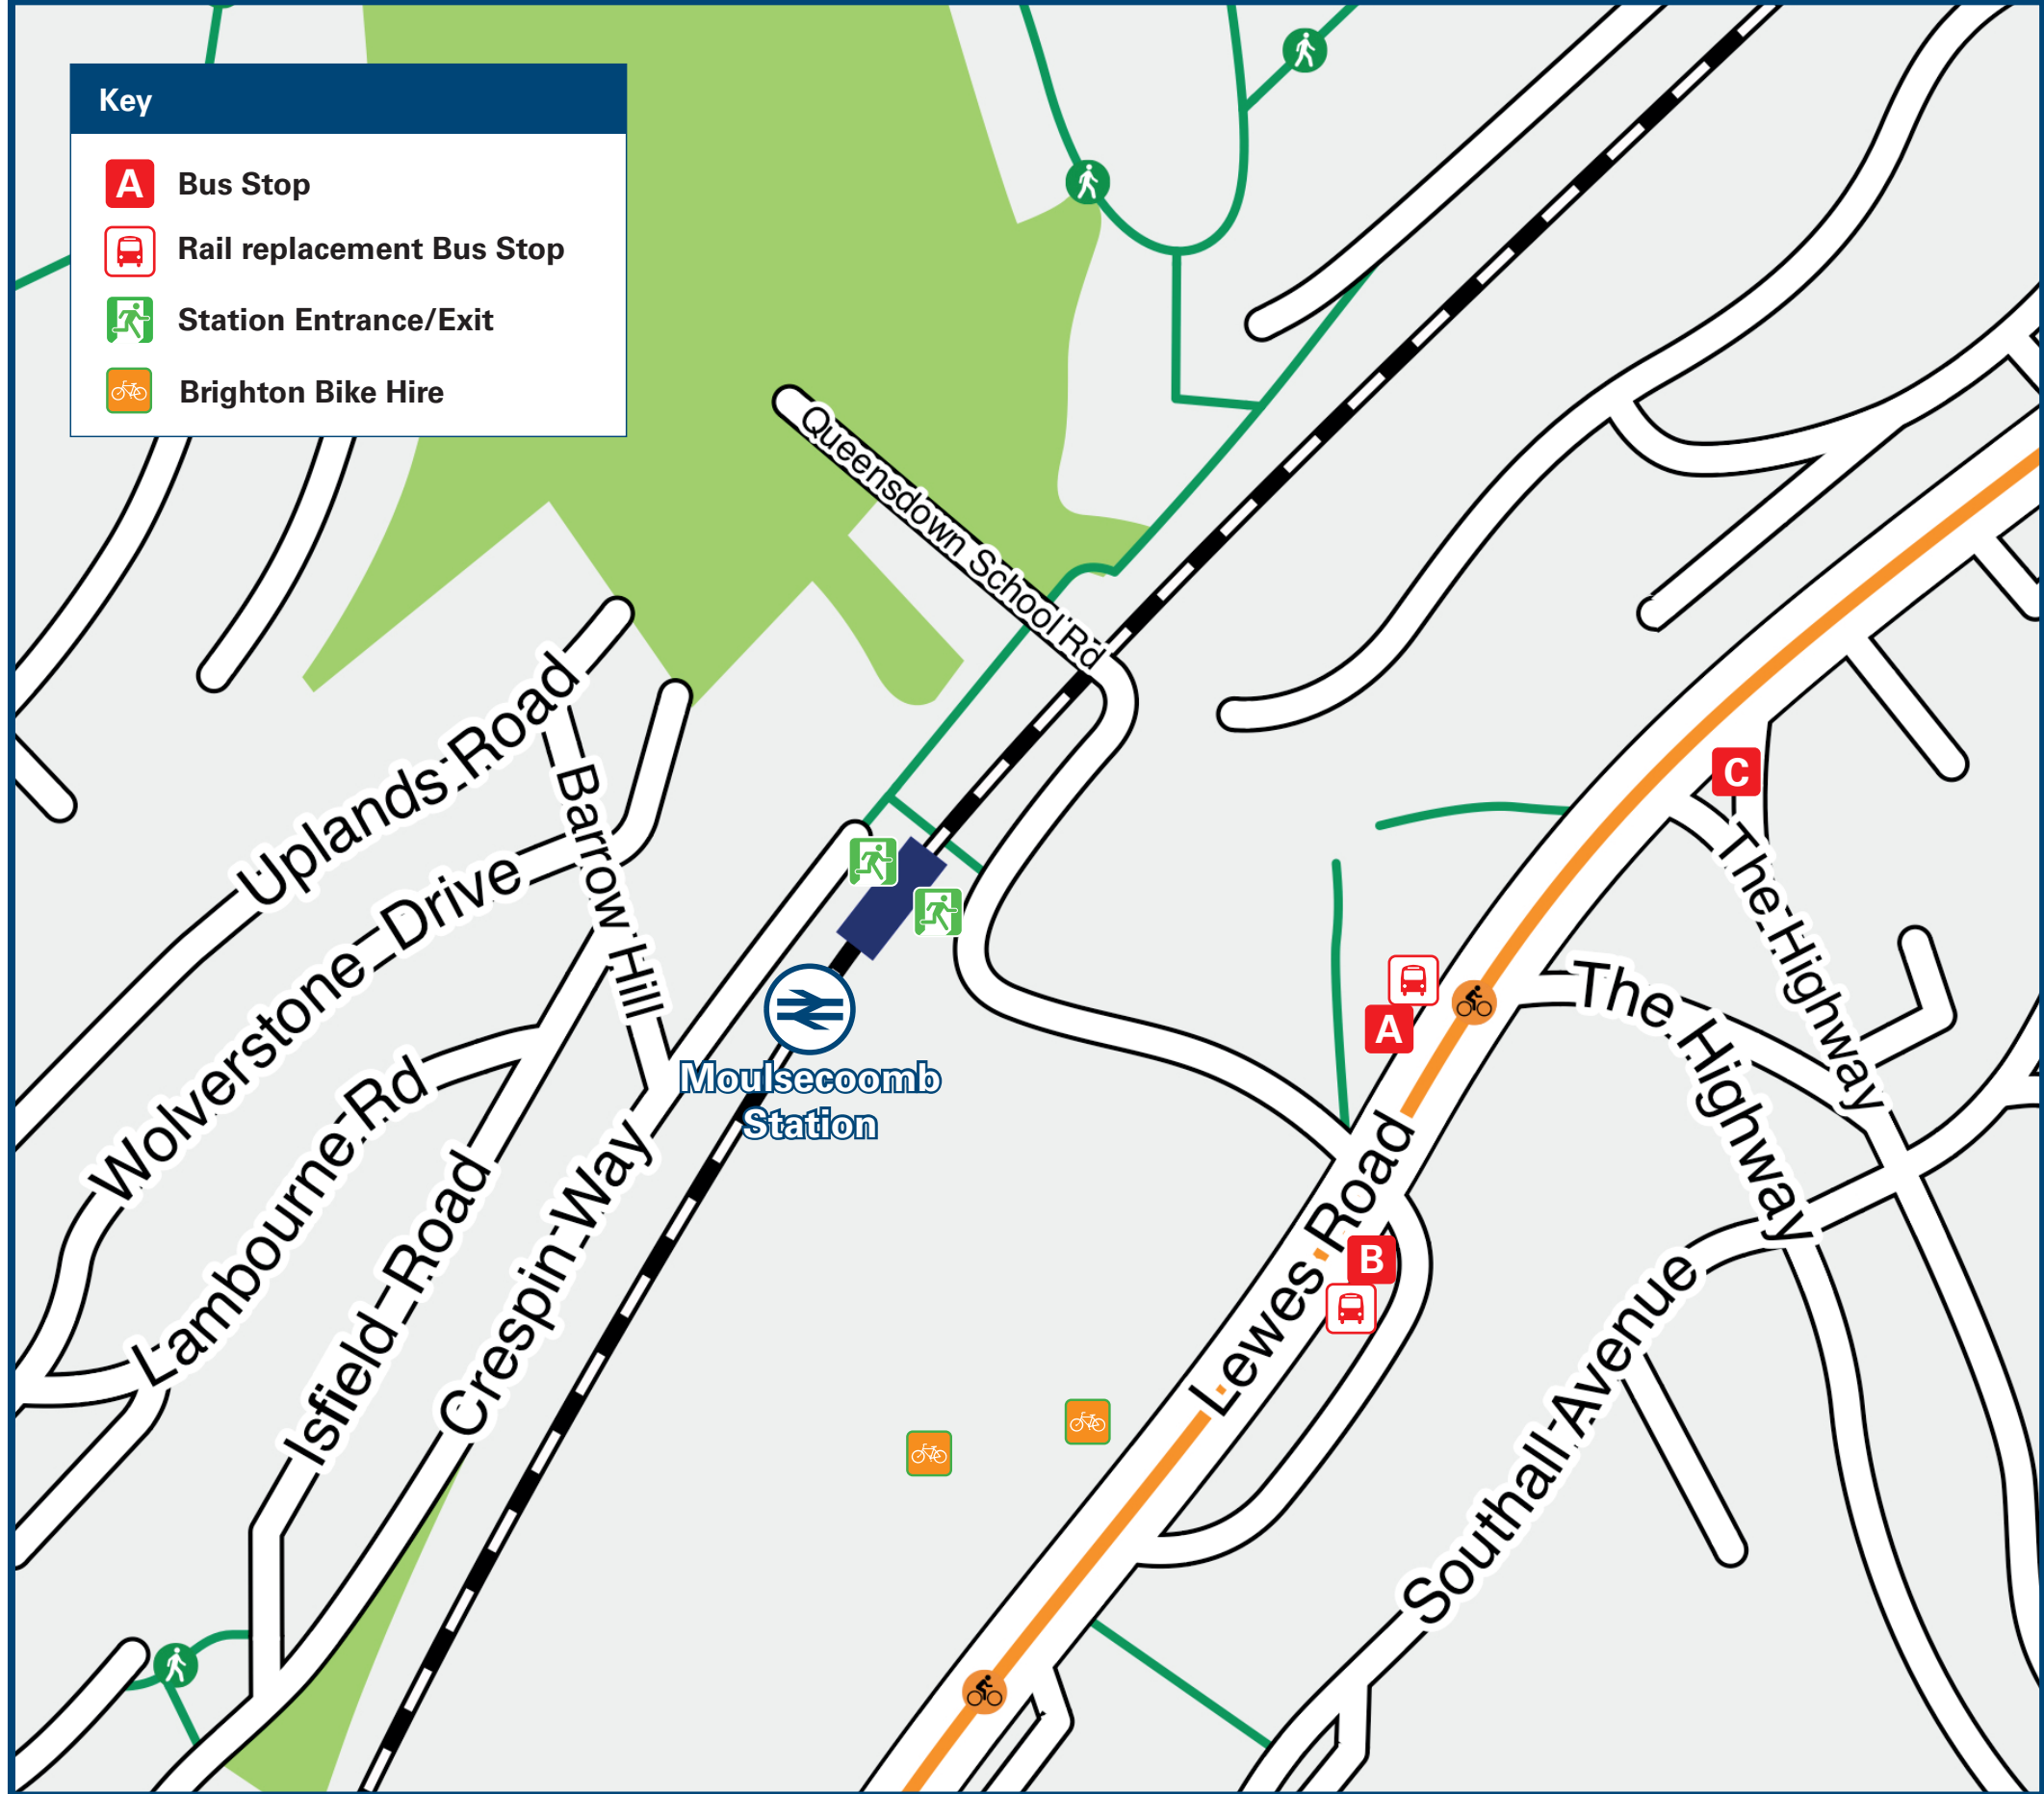 Key
A Bus Stop
Rail replacement Bus Stop
Station Entrance/Exit
Brighton Bike Hire
Queensdown School Rd
Uplands Road
Barrow Hill
Wolverstone Drive
Lambourne Rd
Isfield Road
Crespin Way
Moulsecoomb
Station
C
The Highway
A
The Highway
Lewes Road
B
Southall Avenue